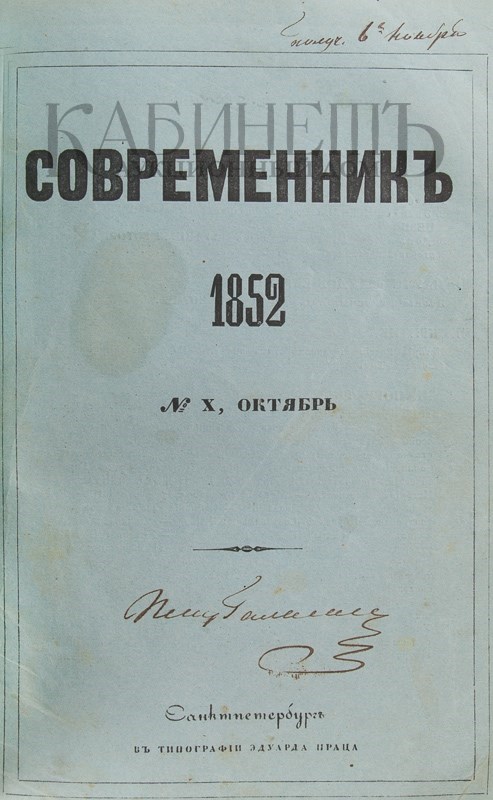 получ. 6го Ноября
КАБИНЕТЪ
СОВРЕМЕННИКЪ
1852
№ X, ОКТЯБРЬ
Санктпетербургъ
ВЪ ТИПОГРАФІИ ЭДУАРДА ПРАЦА